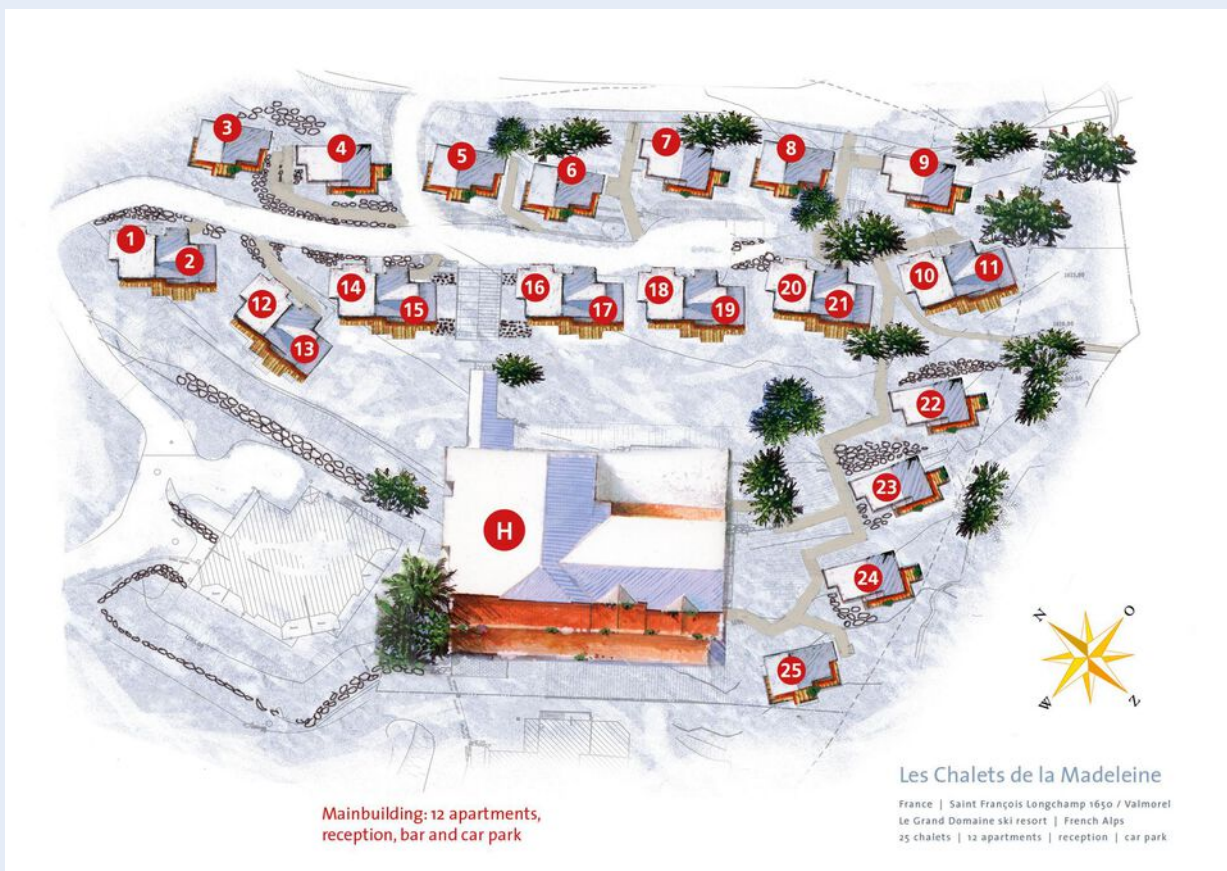 3
4
5
6
7
8
9
1
2
12
13
14
15
16
17
18
19
20
21
10
11
22
23
24
25
H
N
O
W
Z
Mainbuilding: 12 apartments,
reception, bar and car park
Les Chalets de la Madeleine
France | Saint François Longchamp 1650 / Valmorel
Le Grand Domaine ski resort | French Alps
25 chalets | 12 apartments | reception | car park